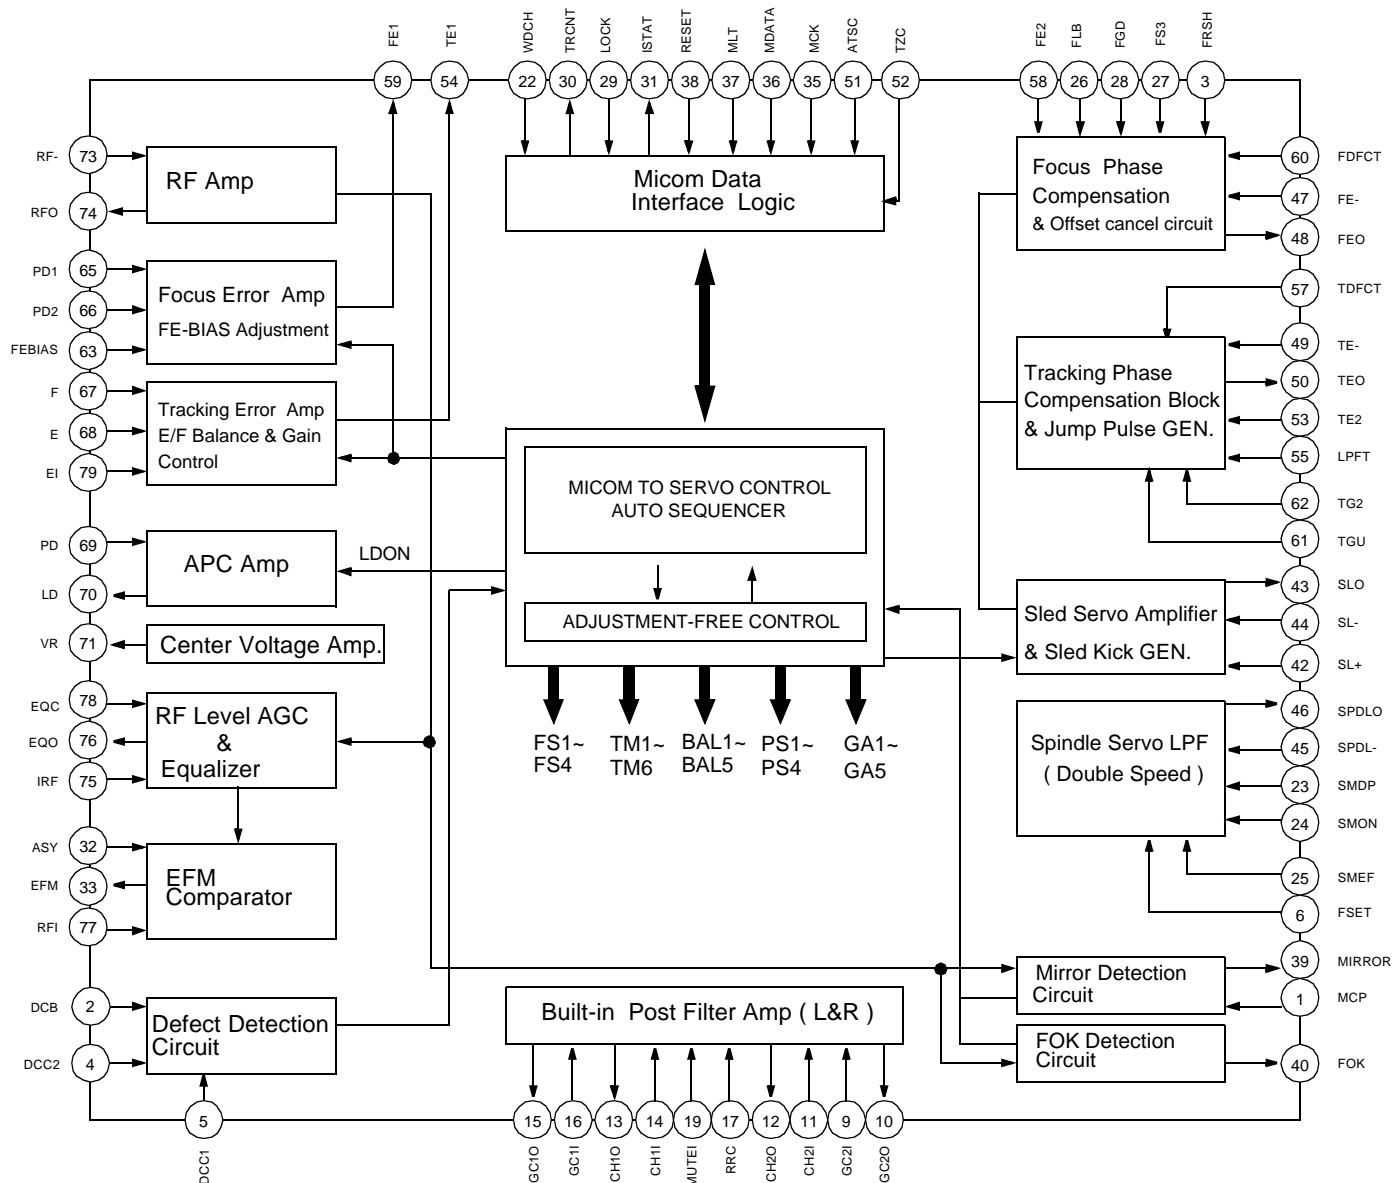 FE1
TE1
WDCH
TRCNT
LOCK
ISTAT
RESET
MLT
MDATA
MCK
ATSC
TZC
FE2
FLB
FGD
FS3
FRSH
59
54
22
30
29
31
38
37
36
35
51
52
58
26
28
27
3
RF- 73
RFO 74
RF Amp
PD1 65
PD2 66
FEBIAS 63
Focus Error Amp
FE-BIAS Adjustment
F 67
E 68
EI 79
Tracking Error Amp
E/F Balance & Gain
Control
PD 69
LD 70
APC Amp
LDON
VR 71
Center Voltage Amp.
EQC 78
EQO 76
IRF 75
RF Level AGC
&
Equalizer
ASY 32
EFM 33
RFI 77
EFM
Comparator
DCB 2
DCC2 4
Defect Detection
Circuit
5
DCC1
Micom Data
Interface Logic
MICOM TO SERVO CONTROL
AUTO SEQUENCER
ADJUSTMENT-FREE CONTROL
FS1~
FS4
TM1~
TM6
BAL1~
BAL5
PS1~
PS4
GA1~
GA5
Built-in Post Filter Amp ( L&R )
15
16
13
14
19
17
12
11
9
10
GC1O
GC1I
CH1O
CH1I
MUTEI
RRC
CH2O
CH2I
GC2I
GC2O
Focus Phase
Compensation
& Offset cancel circuit
60 FDFCT
47 FE-
48 FEO
57 TDFCT
Tracking Phase
Compensation Block
& Jump Pulse GEN.
49 TE-
50 TEO
53 TE2
55 LPFT
62 TG2
61 TGU
Sled Servo Amplifier
& Sled Kick GEN.
43 SLO
44 SL-
42 SL+
Spindle Servo LPF
( Double Speed )
46 SPDLO
45 SPDL-
23 SMDP
24 SMON
25 SMEF
6 FSET
Mirror Detection
Circuit
39 MIRROR
1 MCP
FOK Detection
Circuit
40 FOK